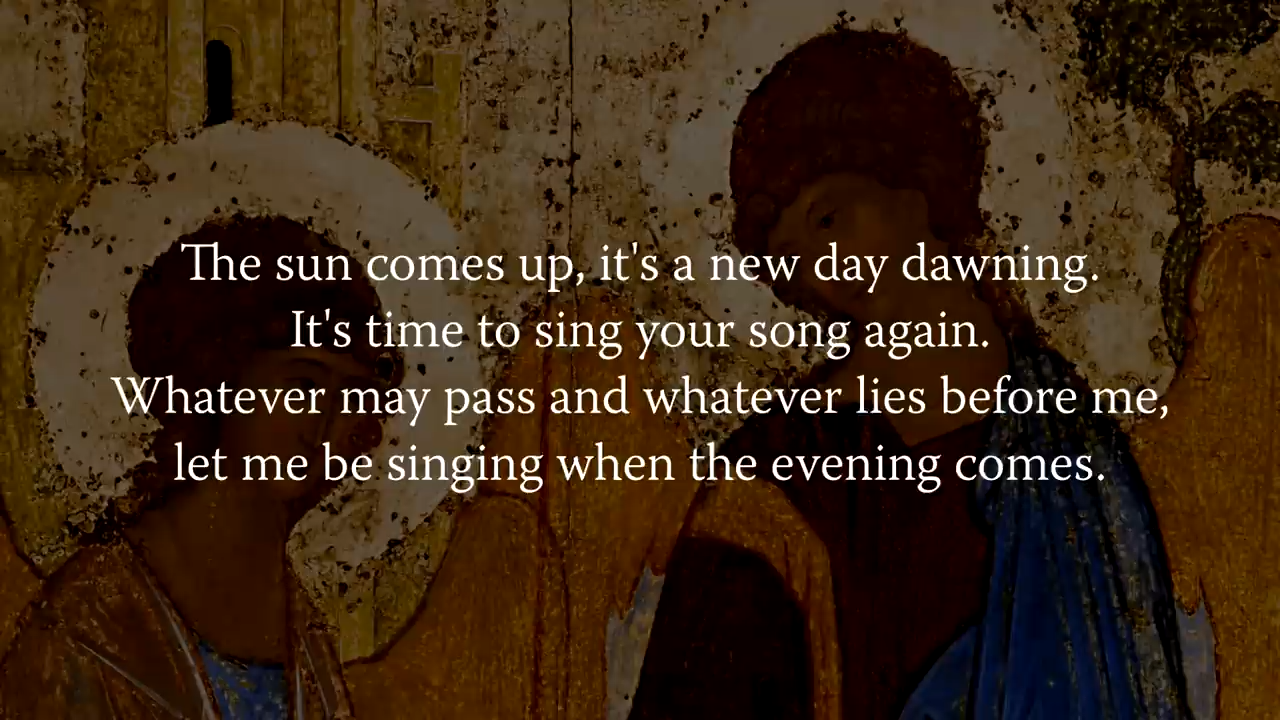 The sun comes up, it's a new day dawning.
It's time to sing your song again.
Whatever may pass and whatever lies before me,
let me be singing when the evening comes.